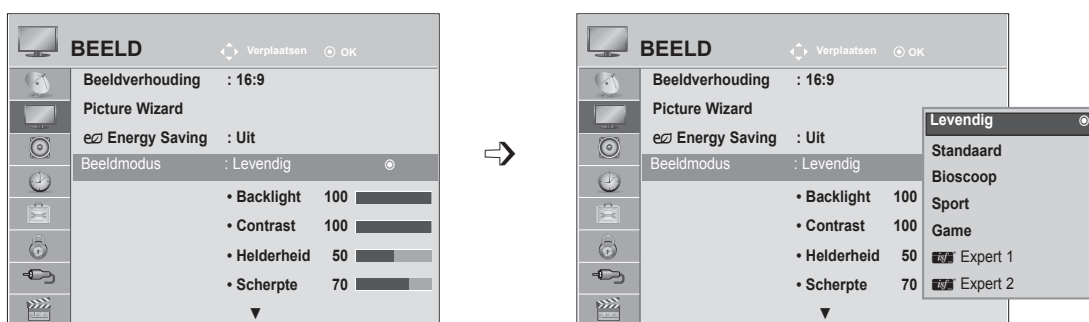 BEELD Verplaatsen OK
Beeldverhouding : 16:9
Picture Wizard
Energy Saving : Uit
Beeldmodus : Levendig
• Backlight 100
• Contrast 100
• Helderheid 50
• Scherpte 70
BEELD Verplaatsen OK
Beeldverhouding : 16:9
Picture Wizard
Energy Saving : Uit
Beeldmodus : Levendig
• Backlight 100
• Contrast 100
• Helderheid 50
• Scherpte 70
Levendig
Standaard
Bioscoop
Sport
Game
isf Expert 1
isf Expert 2